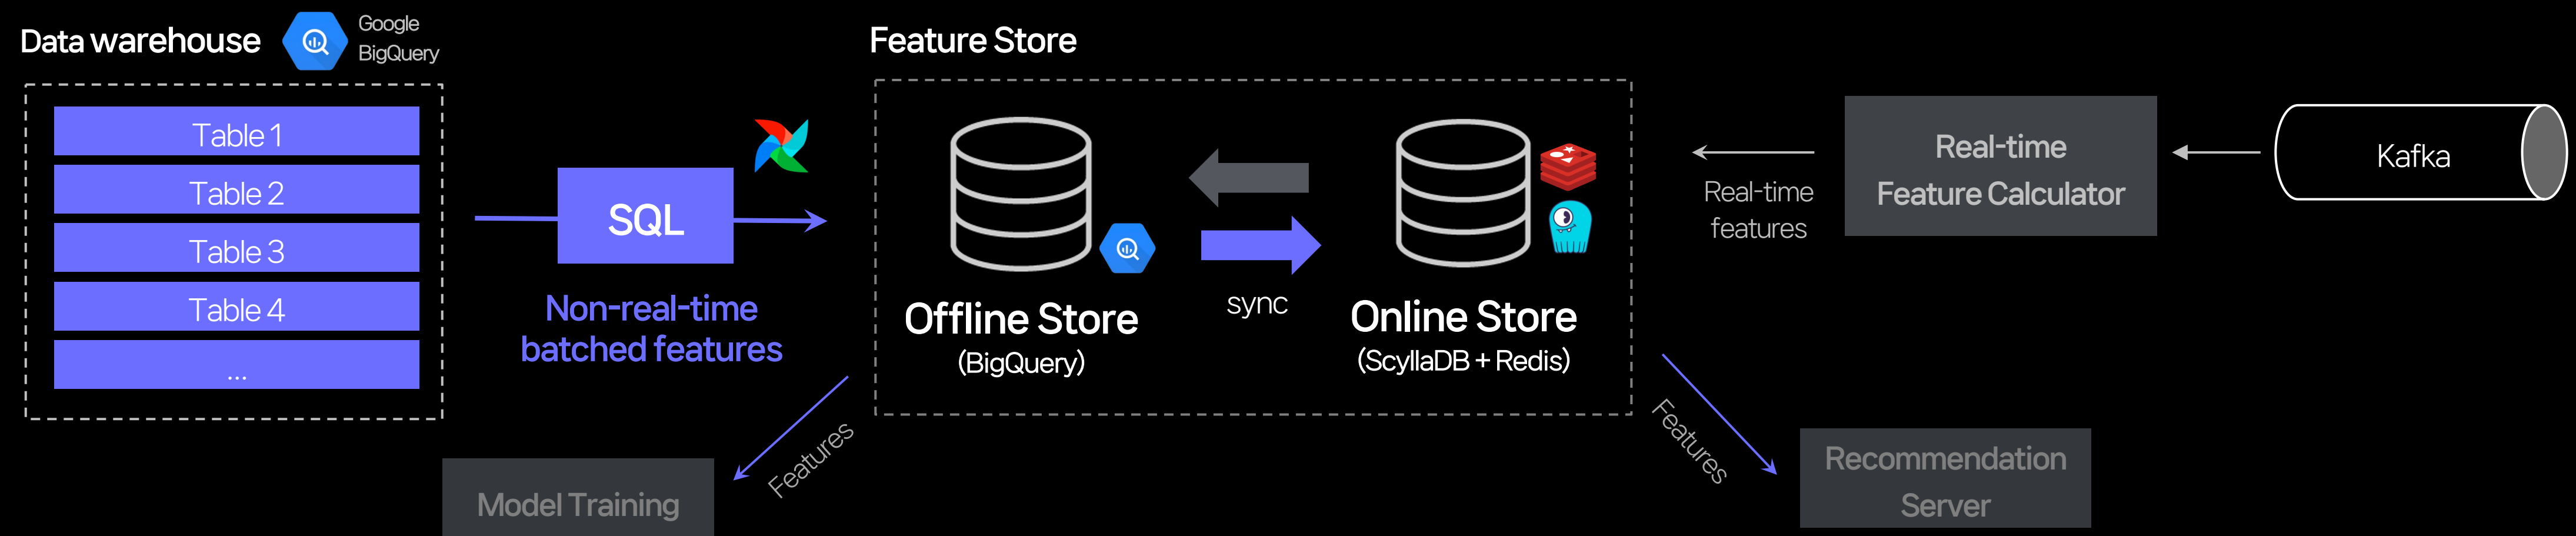 Data warehouse
Google
BigQuery
Table 1
Table 2
Table 3
Table 4
...
SQL
Non-real-time
batched features
Feature Store
Offline Store
(BigQuery)
sync
Online Store
(ScyllaDB + Redis)
Real-time
features
Real-time
Feature Calculator
Kafka
Features
Model Training
Features
Recommendation
Server